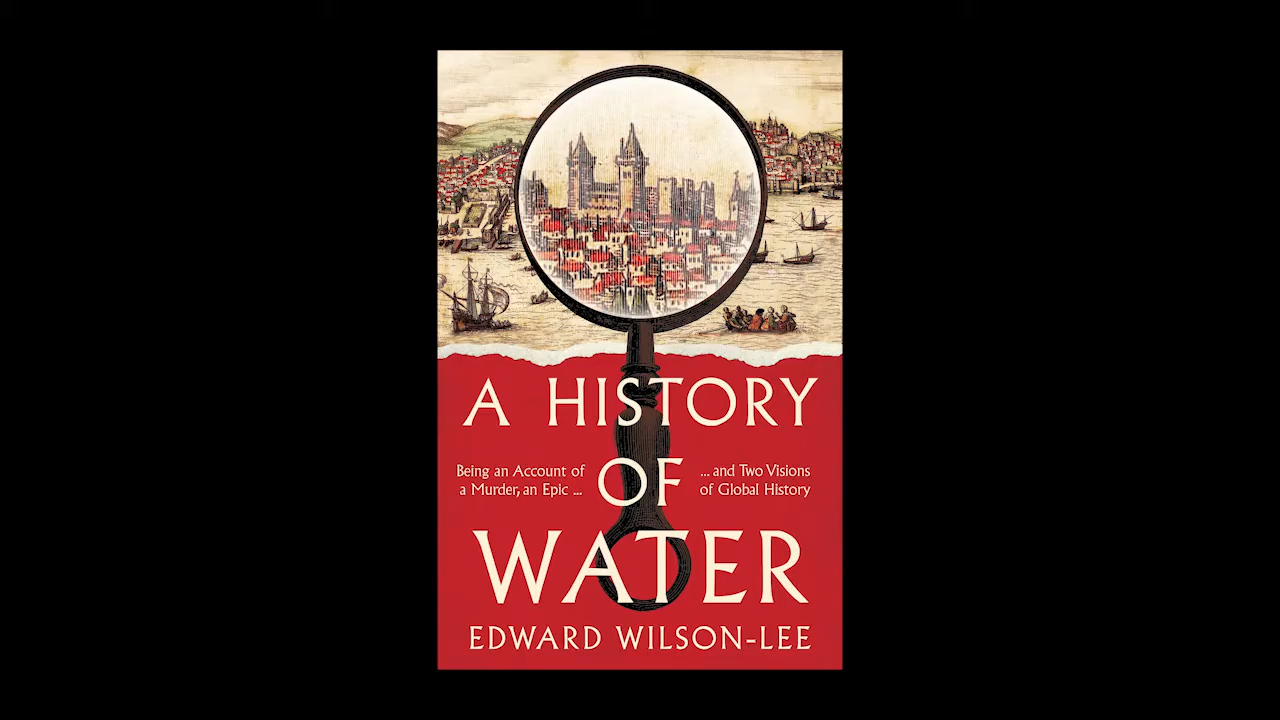 A HISTORY
Being an Account of
a Murder, an Epic ...
OF
... and Two Visions
of Global History
WATER
EDWARD WILSON-LEE